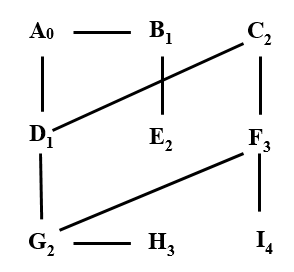 A₀ B₁ C₂
D₁ E₂ F₃
G₂ H₃ I₄